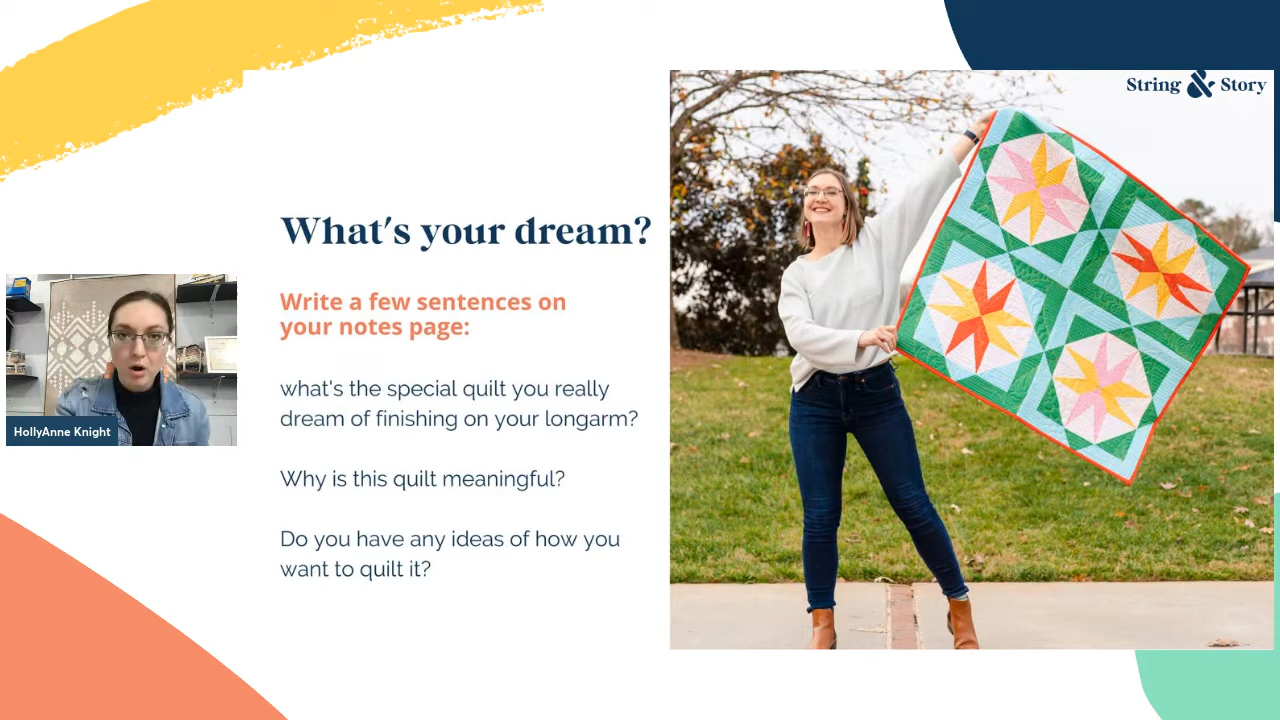 String & Story
What's your dream?
Write a few sentences on
your notes page:
what's the special quilt you really
dream of finishing on your longarm?
Why is this quilt meaningful?
Do you have any ideas of how you
want to quilt it?
HollyAnne Knight